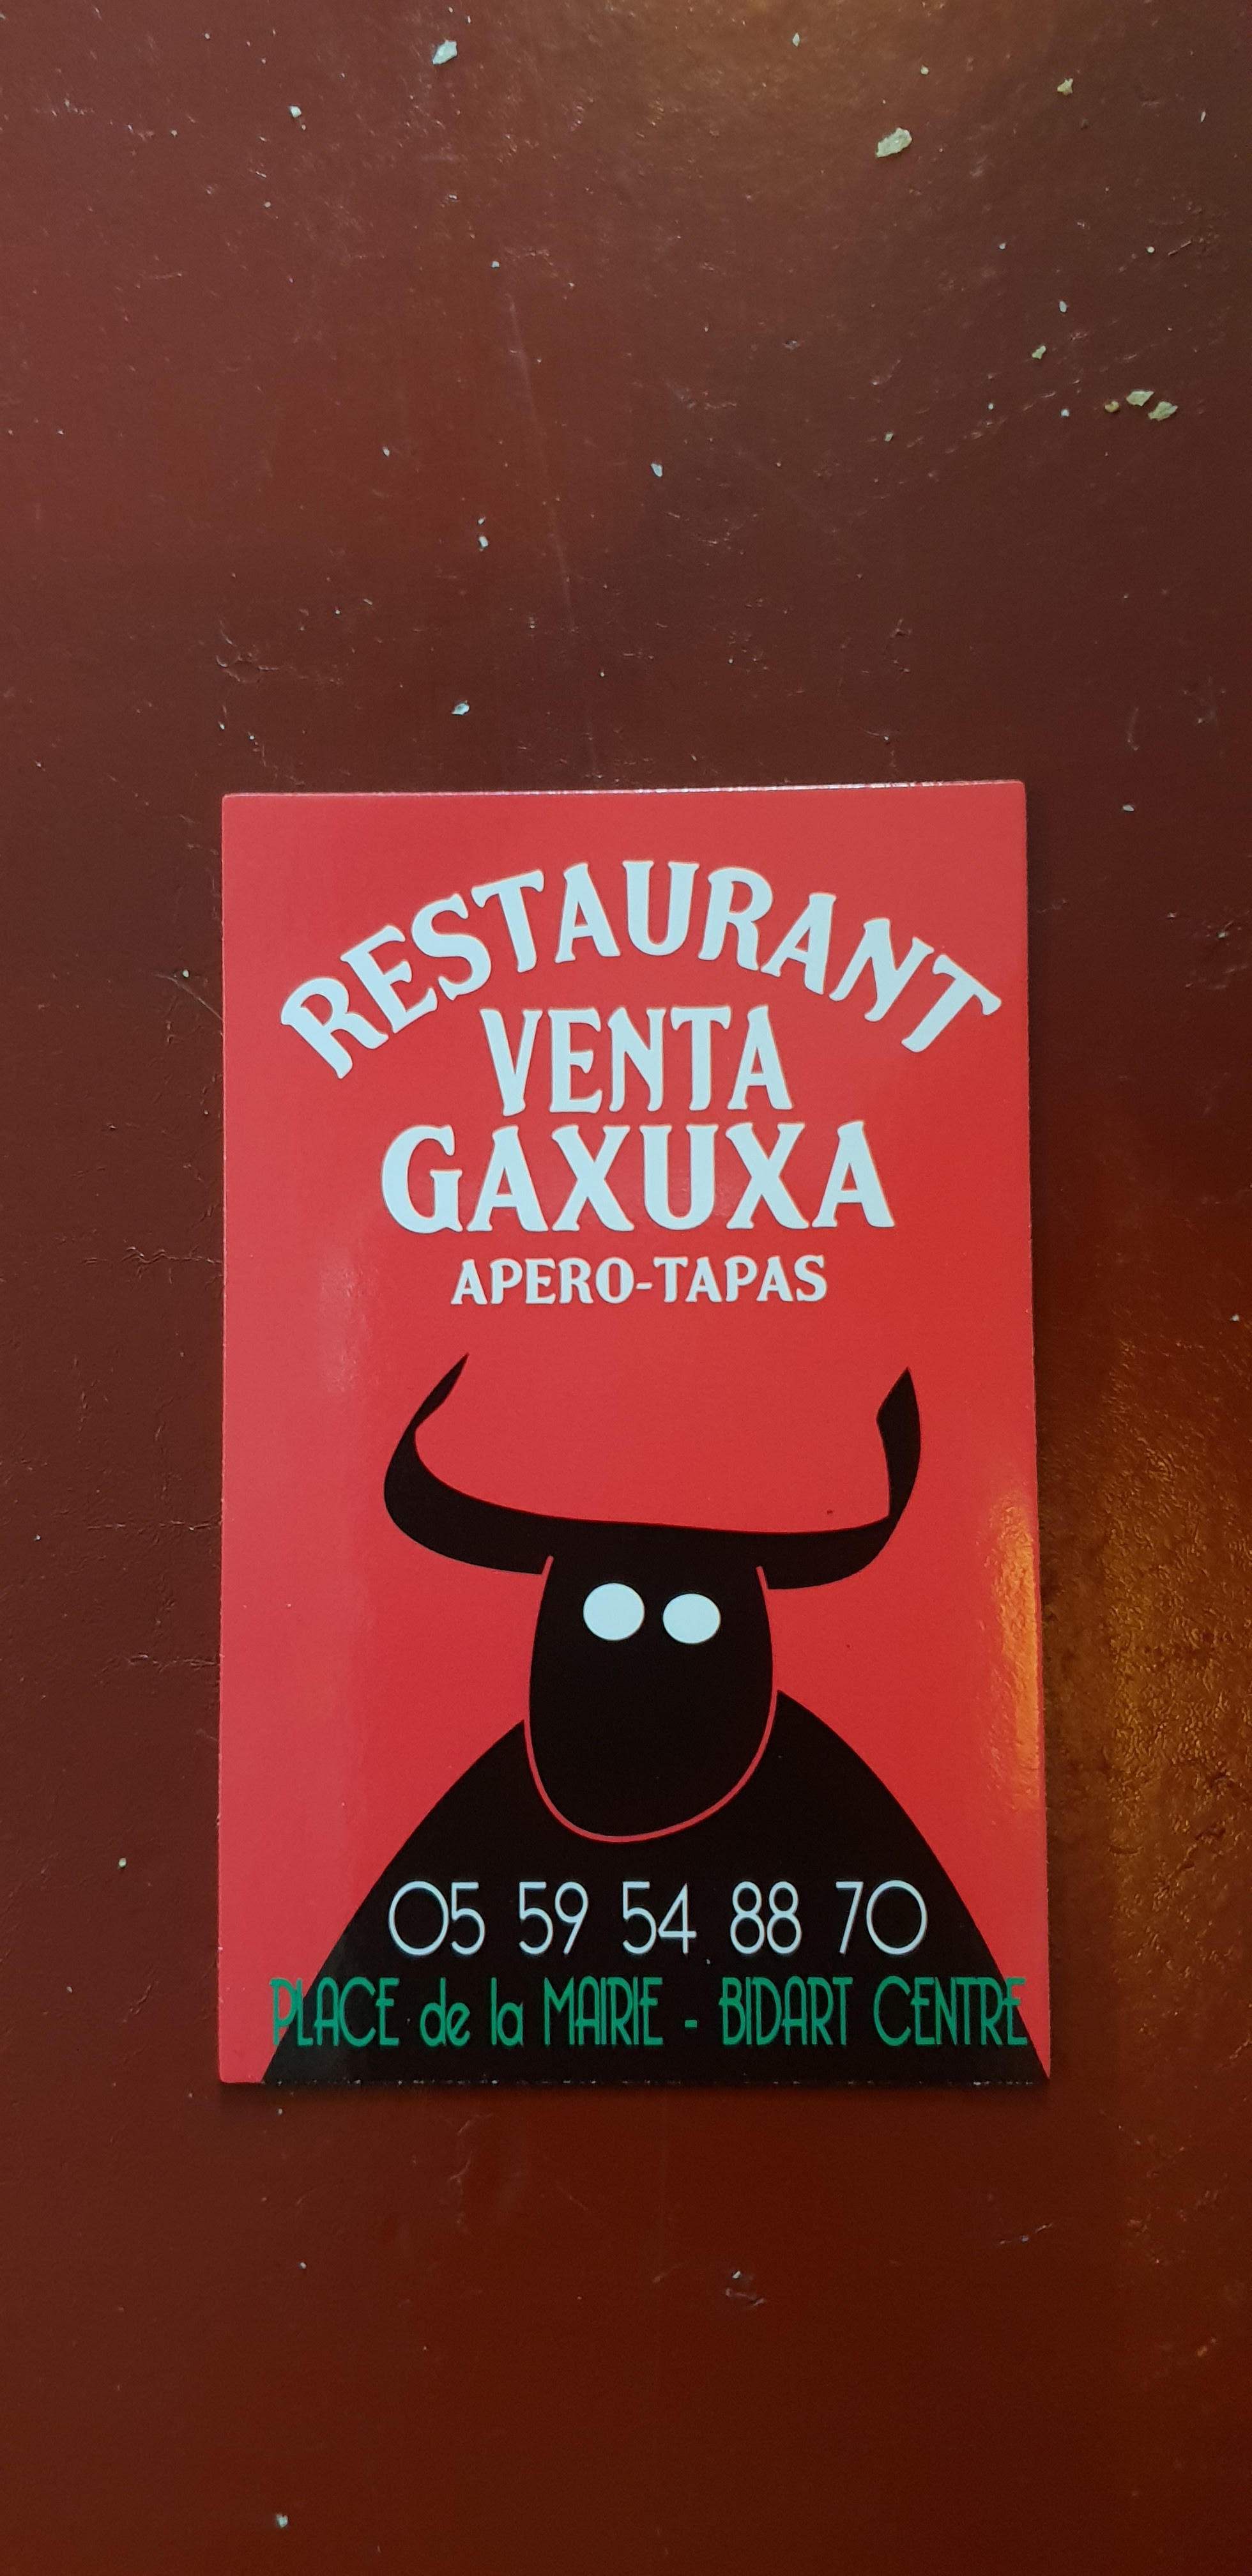 RESTAURANT
VENTA
GAXUXA
APERO-TAPAS
05 59 54 88 70
PLACE de la MAIRIE - BIDART CENTRE